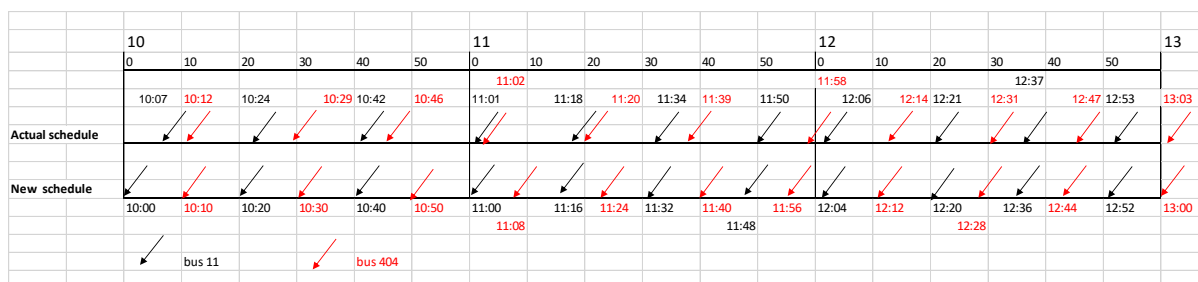 10 11 12 13
0 10 20 30 40 50 0 10 20 30 40 50 0 10 20 30 40 50
11:02 11:58 12:37
10:07 10:12 10:24 10:29 10:42 10:46 11:01 11:18 11:20 11:34 11:39 11:50 12:06 12:14 12:21 12:31 12:47 12:53 13:03
Actual schedule
New schedule
10:00 10:10 10:20 10:30 10:40 10:50 11:00 11:16 11:24 11:32 11:40 11:56 12:04 12:12 12:20 12:36 12:44 12:52 13:00
11:08 11:48 12:28
bus 11 bus 404